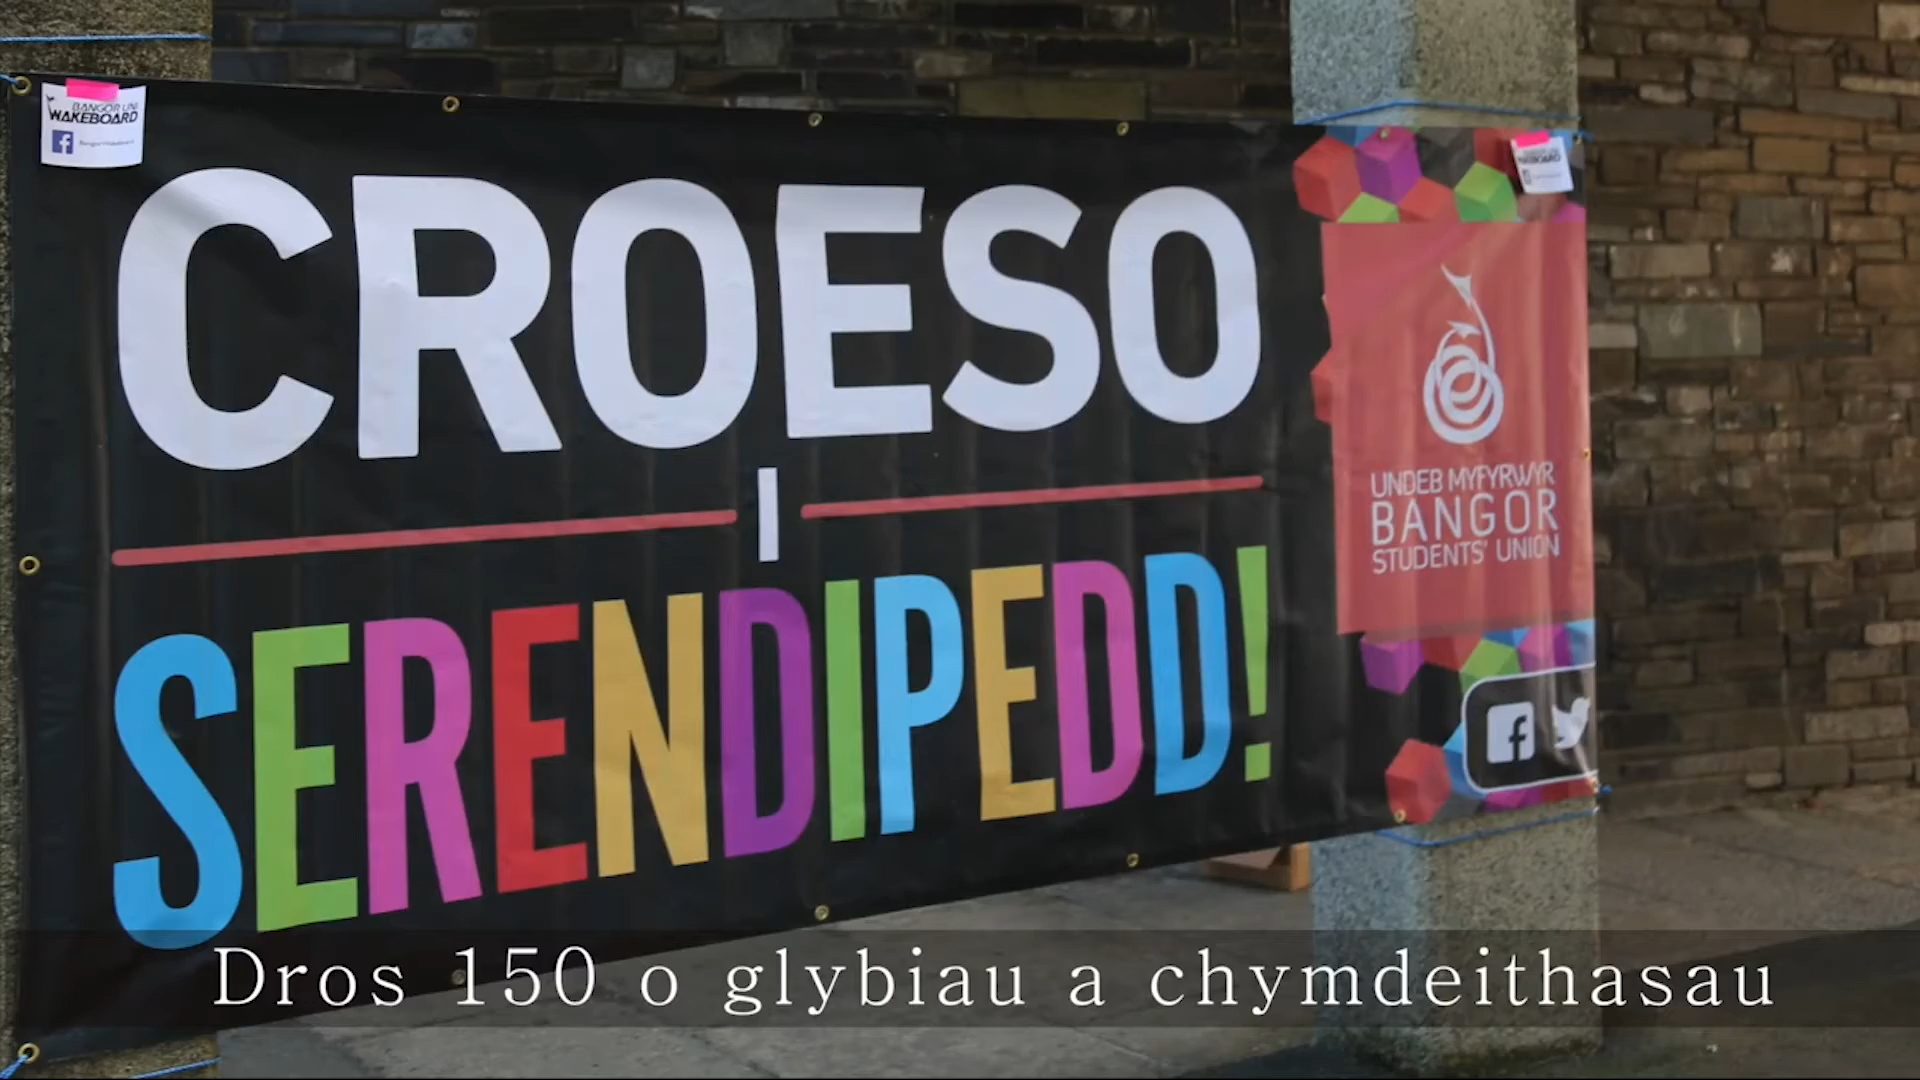 BANGOR UNI
WAKEBOARD
CROESO
I
SERENDIPEDD!
UNDEB MYFYRWYR
BANGOR
STUDENTS' UNION
Dros 150 o glybiau a chymdeithasau